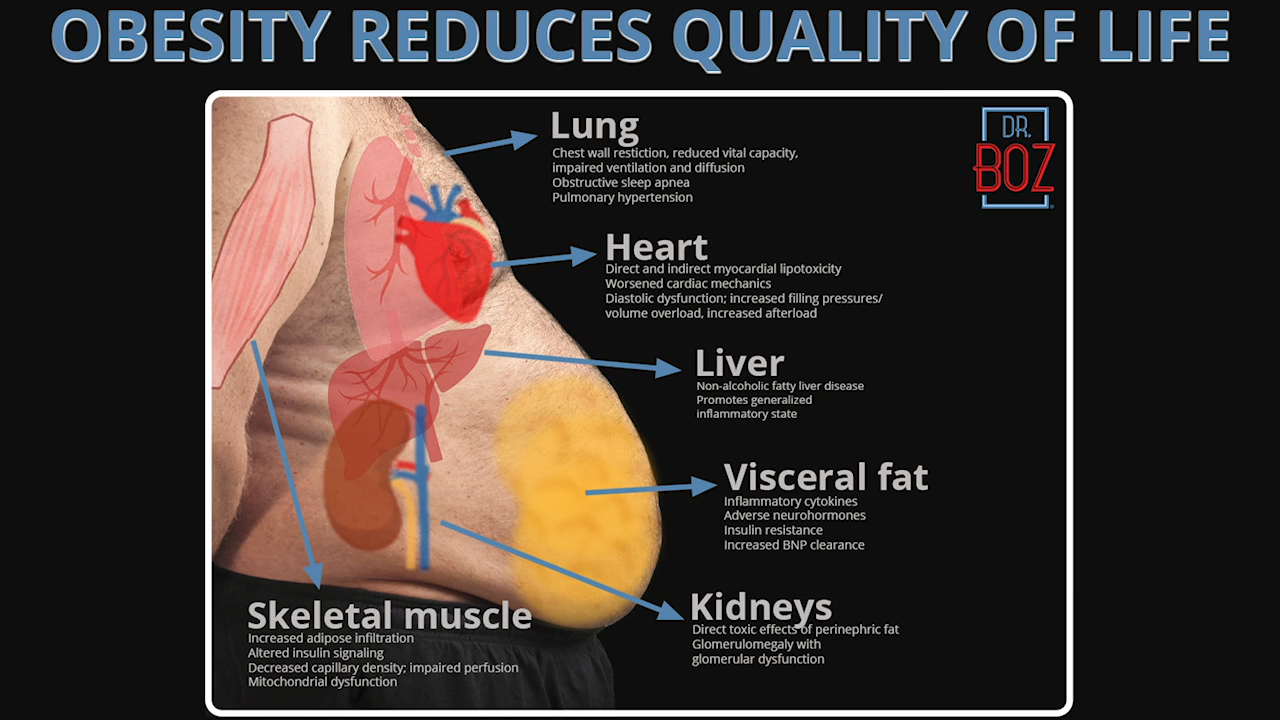 OBESITY REDUCES QUALITY OF LIFE
DR.
BOZ
Lung
Chest wall restiction, reduced vital capacity,
impaired ventilation and diffusion
Obstructive sleep apnea
Pulmonary hypertension
Heart
Direct and indirect myocardial lipotoxicity
Worsened cardiac mechanics
Diastolic dysfunction; increased filling pressures/
volume overload, increased afterload
Liver
Non-alcoholic fatty liver disease
Promotes generalized
inflammatory state
Visceral fat
Inflammatory cytokines
Adverse neurohormones
Insulin resistance
Increased BNP clearance
Kidneys
Direct toxic effects of perinephric fat
Glomerulomegaly with
glomerular dysfunction
Skeletal muscle
Increased adipose infiltration
Altered insulin signaling
Decreased capillary density; impaired perfusion
Mitochondrial dysfunction